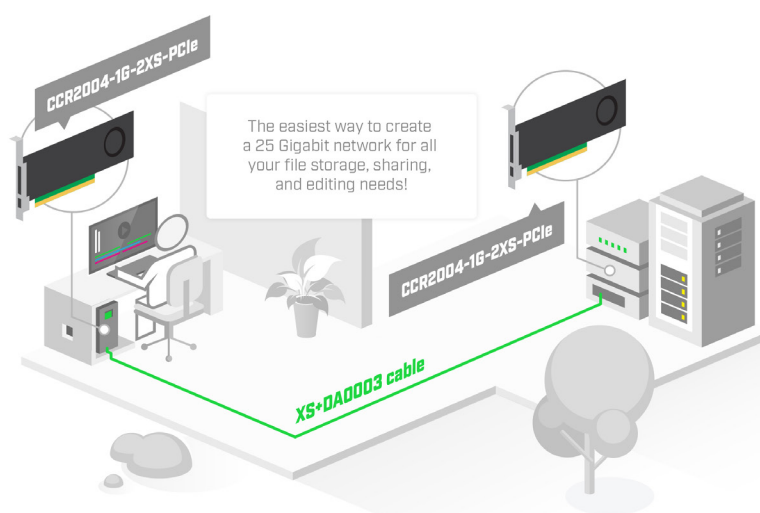 CCR2004-1G-2XS-PCIe
The easiest way to create
a 25 Gigabit network for all
your file storage, sharing,
and editing needs!
CCR2004-1G-2XS-PCIe
XS+DA0003 cable